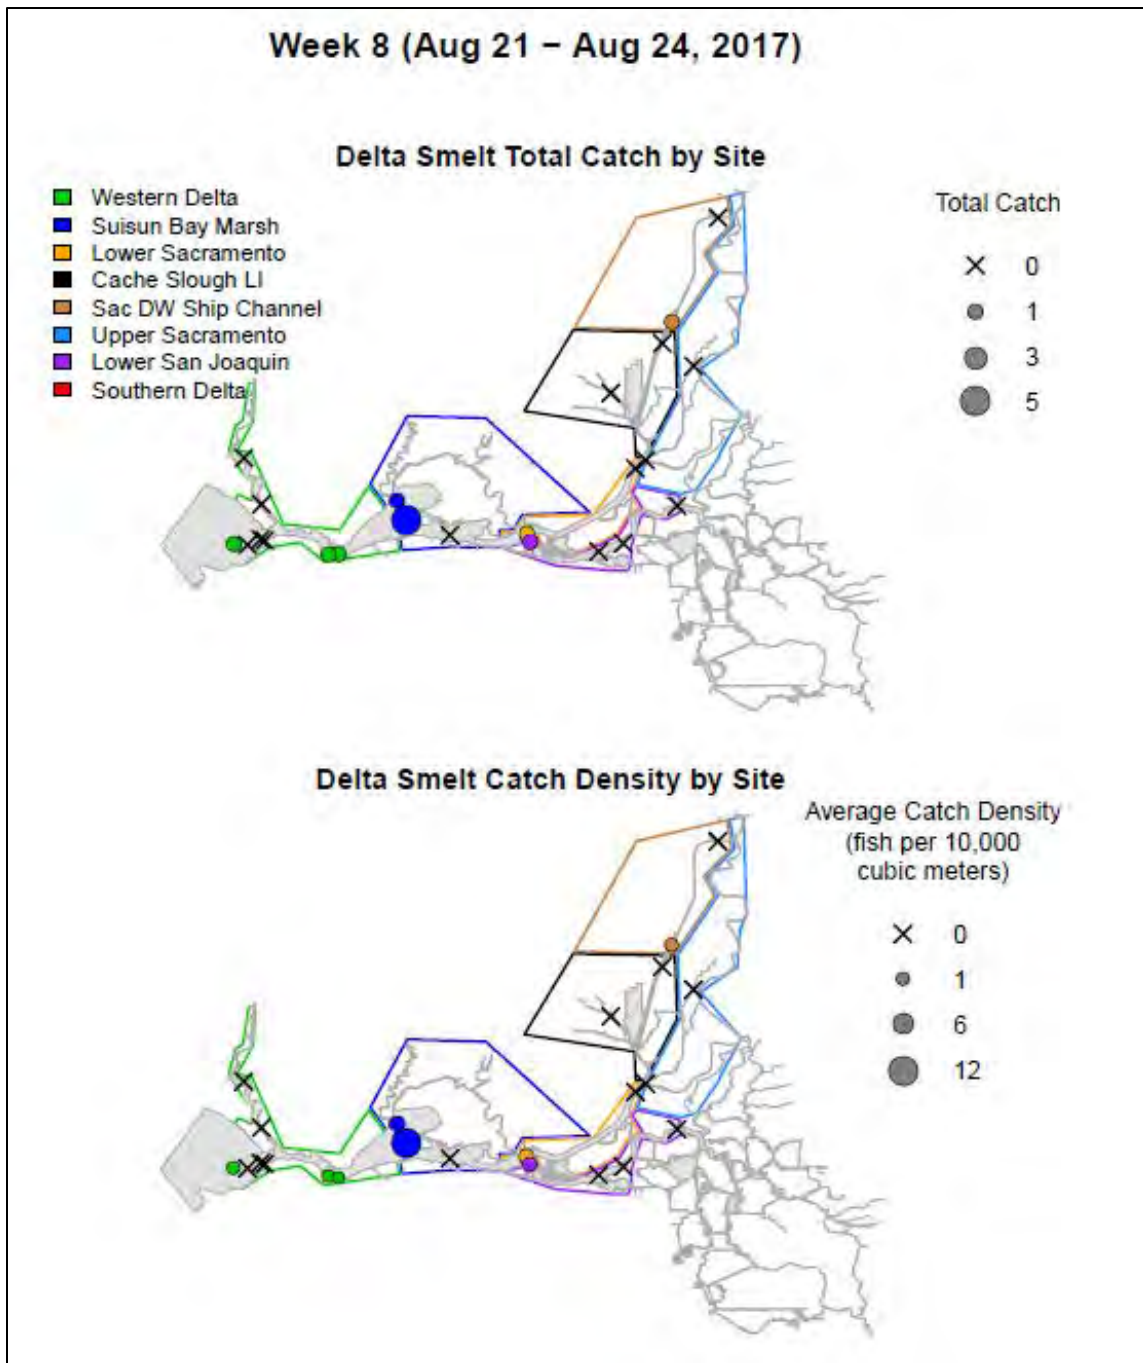 Week 8 (Aug 21 − Aug 24, 2017)
Delta Smelt Total Catch by Site
Western Delta
Suisun Bay Marsh
Lower Sacramento
Cache Slough LI
Sac DW Ship Channel
Upper Sacramento
Lower San Joaquin
Southern Delta
Total Catch
0
1
3
5
Delta Smelt Catch Density by Site
Average Catch Density
(fish per 10,000
cubic meters)
0
1
6
12